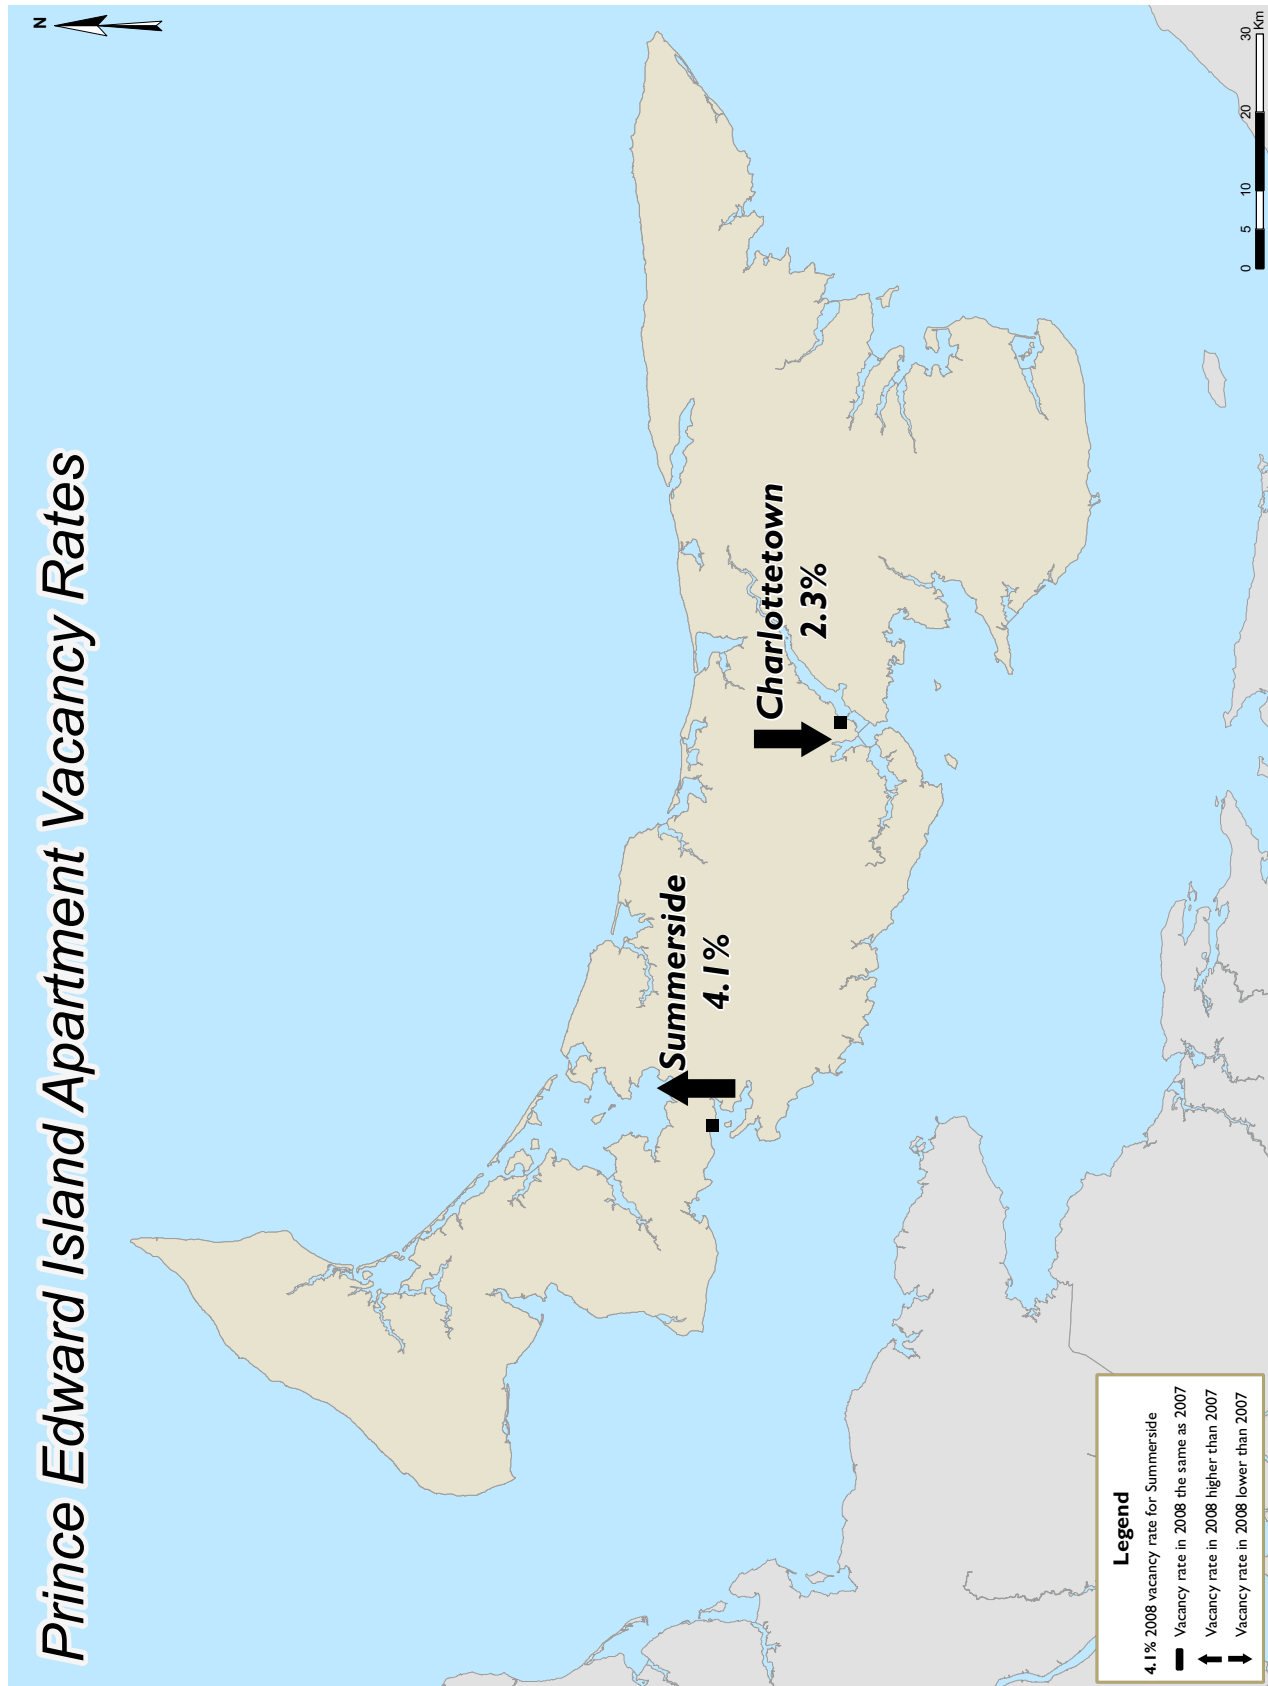 Prince Edward Island Apartment Vacancy Rates
N
Summerside
4.1%
Charlottetown
2.3%
Legend
4.1% 2008 vacancy rate for Summerside
Vacancy rate in 2008 the same as 2007
Vacancy rate in 2008 higher than 2007
Vacancy rate in 2008 lower than 2007
0 5 10 20 30
Km